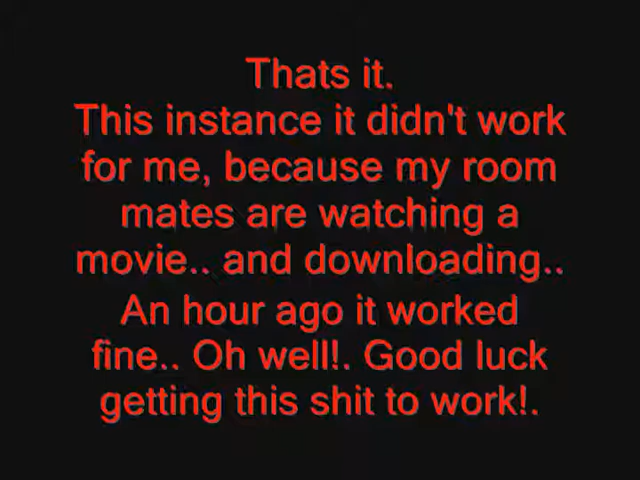 Thats it.
This instance it didn't work
for me, because my room
mates are watching a
movie.. and downloading..
An hour ago it worked
fine.. Oh well!. Good luck
getting this shit to work!.